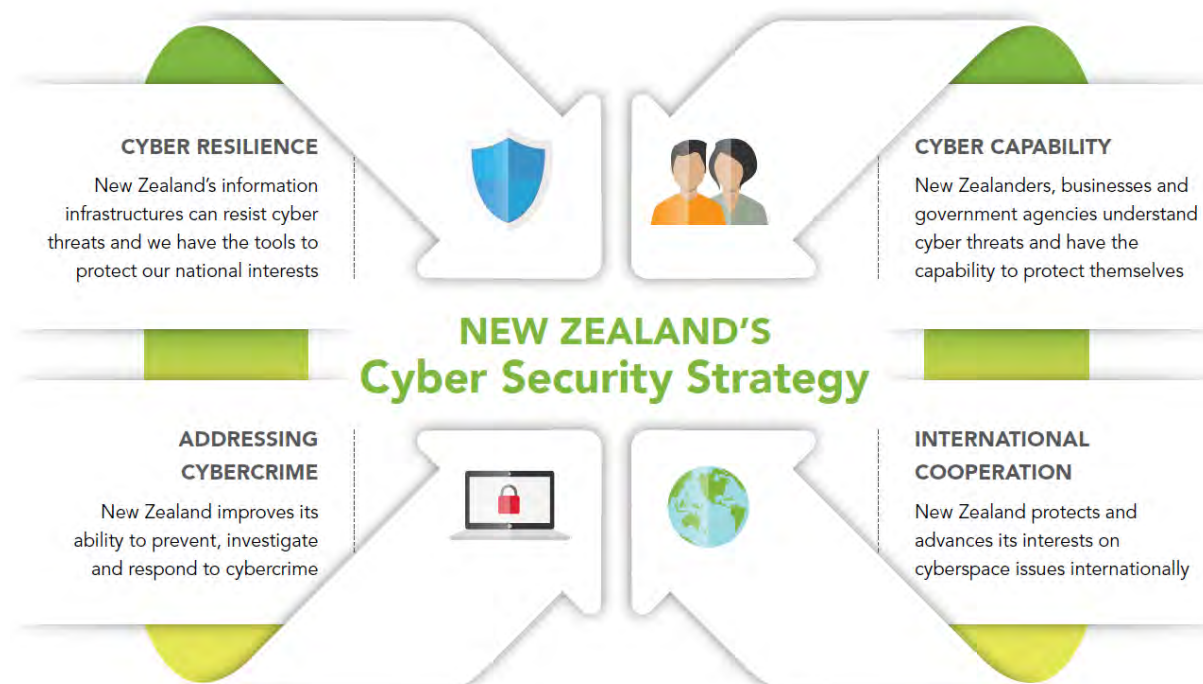 CYBER RESILIENCE
New Zealand’s information
infrastructures can resist cyber
threats and we have the tools to
protect our national interests
CYBER CAPABILITY
New Zealanders, businesses and
government agencies understand
cyber threats and have the
capability to protect themselves
NEW ZEALAND’S
Cyber Security Strategy
ADDRESSING
CYBERCRIME
New Zealand improves its
ability to prevent, investigate
and respond to cybercrime
INTERNATIONAL
COOPERATION
New Zealand protects and
advances its interests on
cyberspace issues internationally